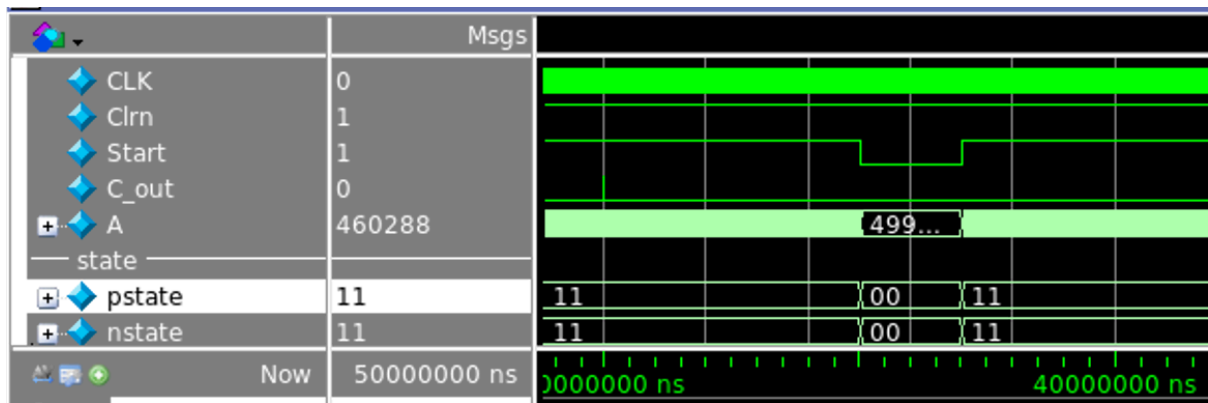 Msgs
CLK 0
Clrn 1
Start 1
C_out 0
A 460288 499...
state
pstate 11 11 00 11
nstate 11 11 00 11
Now 50000000 ns 0000000 ns 40000000 ns